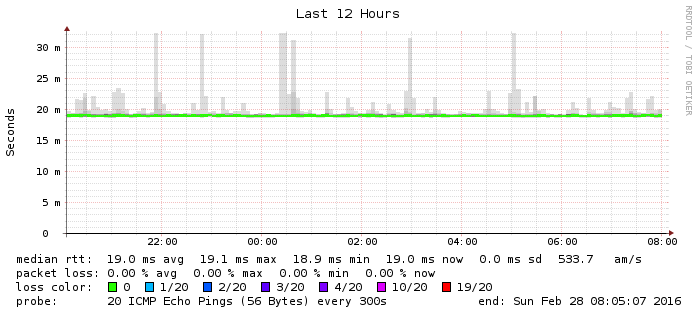 Last 12 Hours
RRDTOOL / TOBI OETIKER
Seconds
30 m
25 m
20 m
15 m
10 m
5 m
0
22:00 00:00 02:00 04:00 06:00 08:00
median rtt: 19.0 ms avg 19.1 ms max 18.9 ms min 19.0 ms now 0.0 ms sd 533.7 am/s
packet loss: 0.00 % avg 0.00 % max 0.00 % min 0.00 % now
loss color: 0 1/20 2/20 3/20 4/20 10/20 19/20
probe: 20 ICMP Echo Pings (56 Bytes) every 300s end: Sun Feb 28 08:05:07 2016